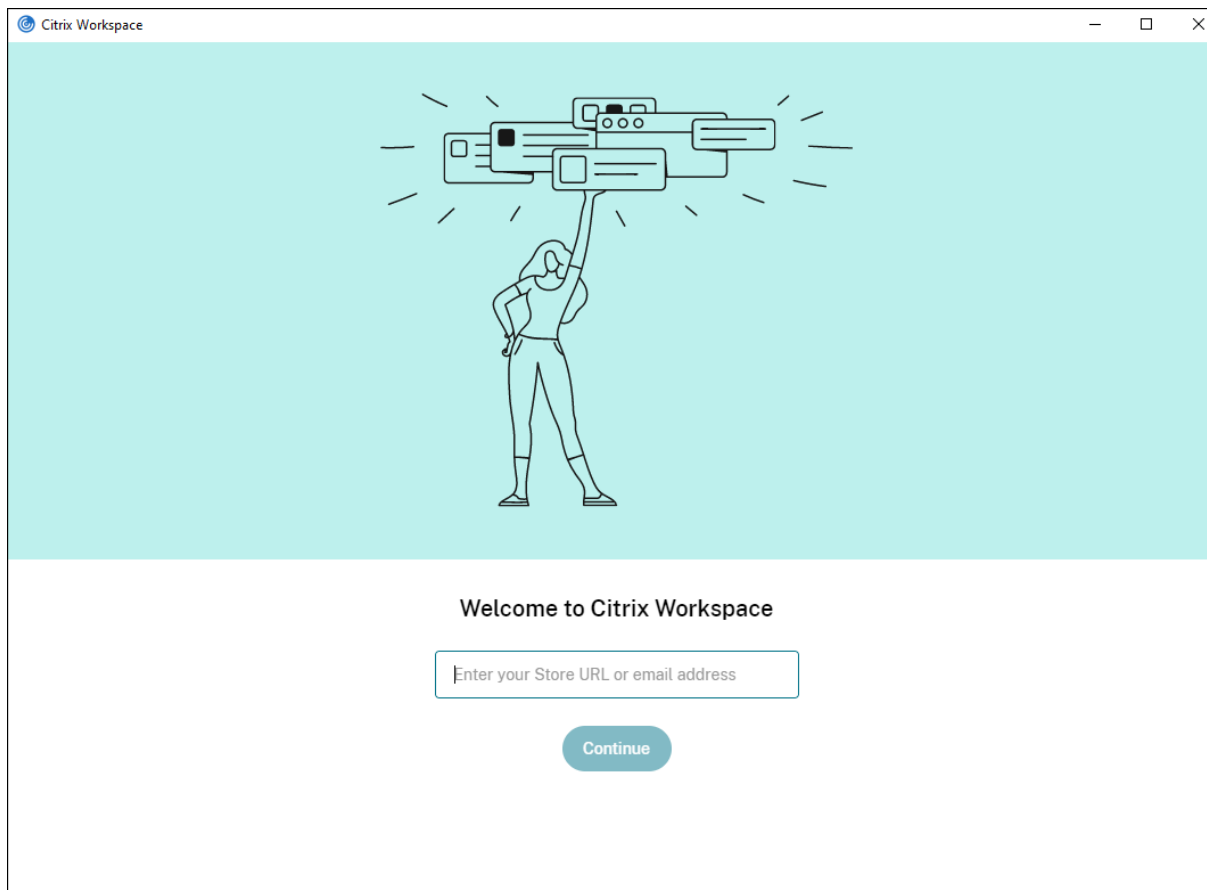 Citrix Workspace
Welcome to Citrix Workspace
Enter your Store URL or email address
Continue